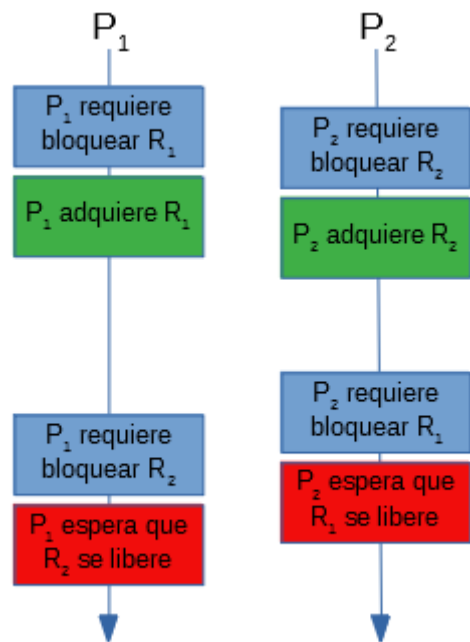 P₁
P₁ requiere
bloquear R₁
P₁ adquiere R₁
P₁ requiere
bloquear R₂
P₁ espera que
R₂ se libere
P₂
P₂ requiere
bloquear R₂
P₂ adquiere R₂
P₂ requiere
bloquear R₁
P₂ espera que
R₁ se libere